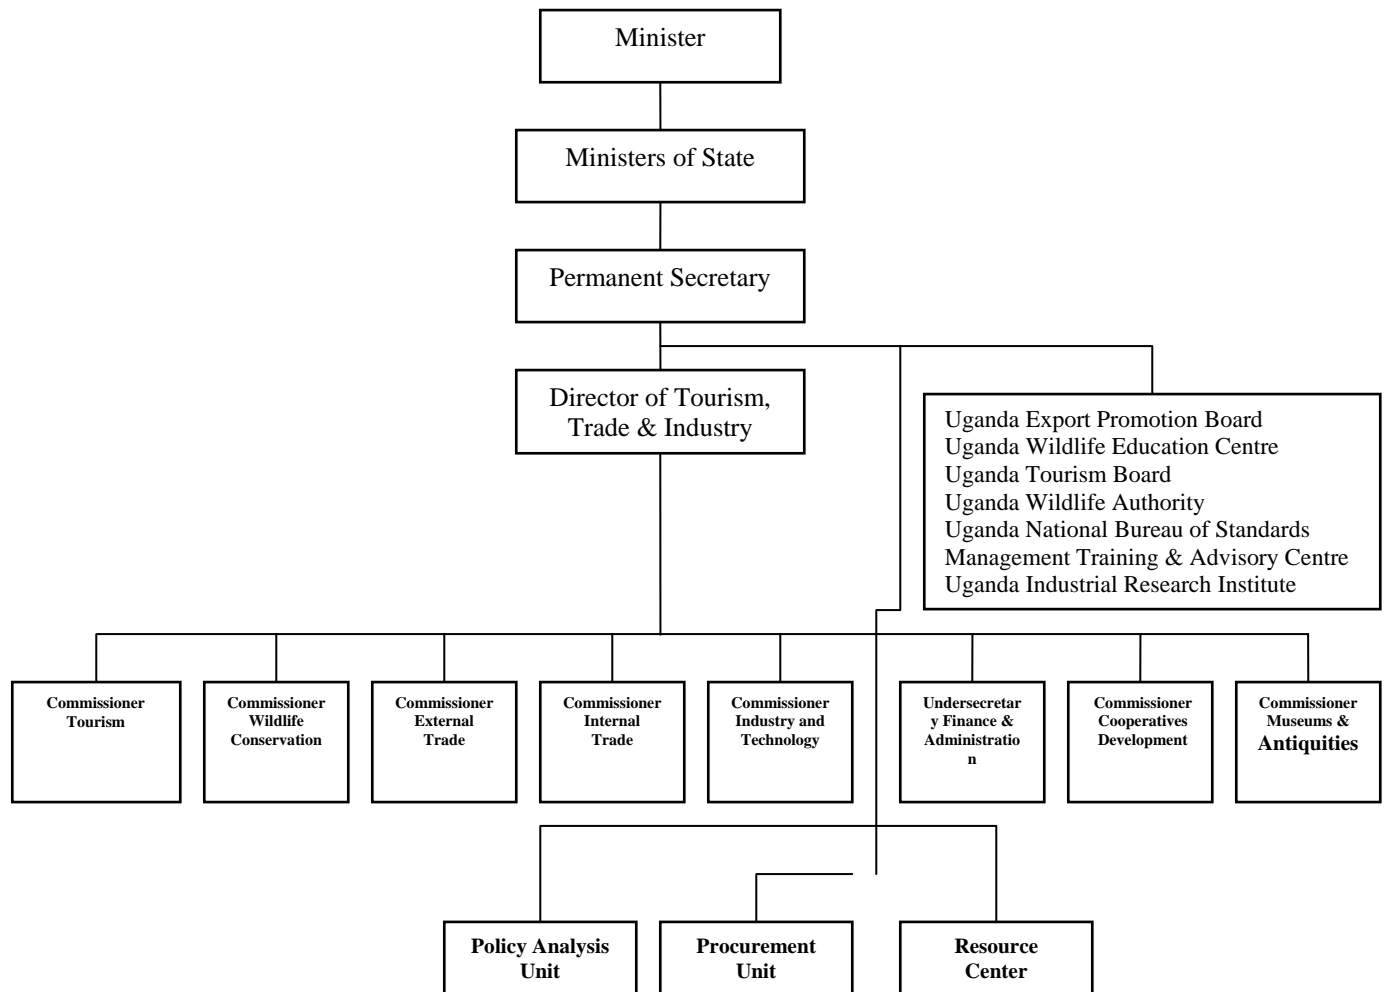 Minister
Ministers of State
Permanent Secretary
Director of Tourism,
Trade & Industry
Uganda Export Promotion Board
Uganda Wildlife Education Centre
Uganda Tourism Board
Uganda Wildlife Authority
Uganda National Bureau of Standards
Management Training & Advisory Centre
Uganda Industrial Research Institute
Commissioner
Tourism
Commissioner
Wildlife
Conservation
Commissioner
External
Trade
Commissioner
Internal
Trade
Commissioner
Industry and
Technology
Undersecretar
y Finance &
Administratio
n
Commissioner
Cooperatives
Development
Commissioner
Museums &
Antiquities
Policy Analysis
Unit
Procurement
Unit
Resource
Center